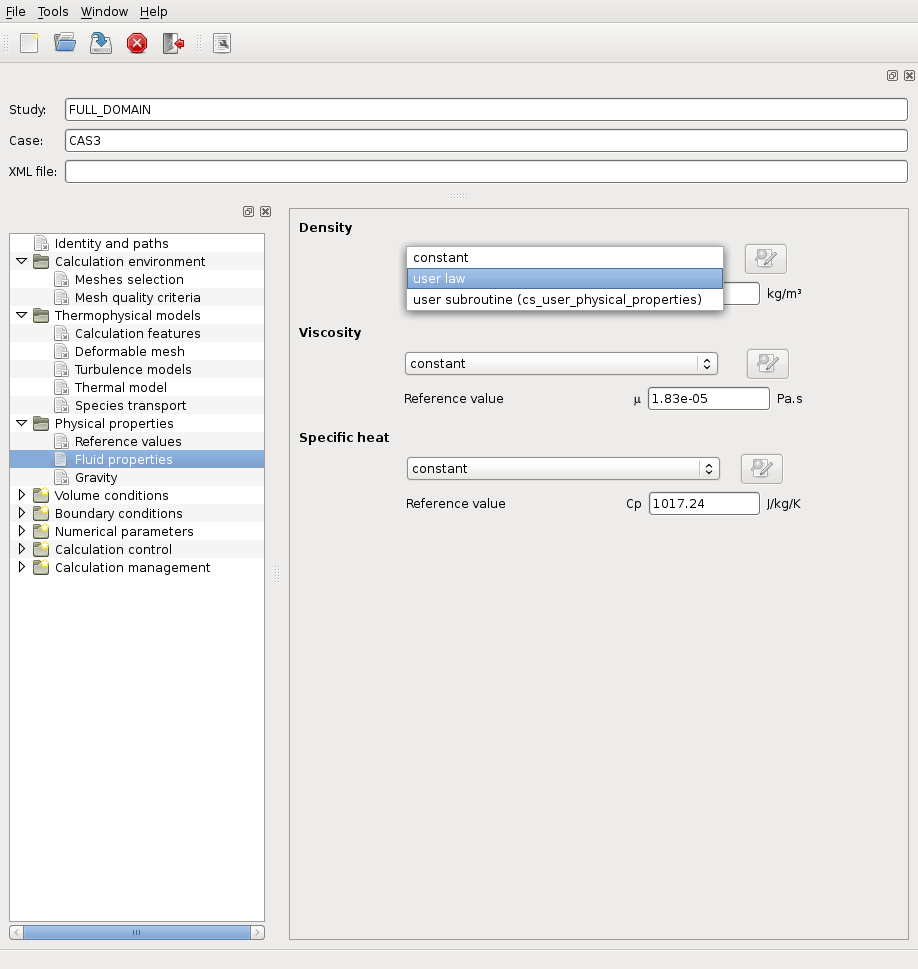 File Tools Window Help
Study: FULL_DOMAIN
Case: CAS3
XML file:
Identity and paths
Calculation environment
Meshes selection
Mesh quality criteria
Thermophysical models
Calculation features
Deformable mesh
Turbulence models
Thermal model
Species transport
Physical properties
Reference values
Fluid properties
Gravity
Volume conditions
Boundary conditions
Numerical parameters
Calculation control
Calculation management
Density
constant
user law
user subroutine (cs_user_physical_properties)
kg/m³
Viscosity
constant
Reference value μ 1.83e-05 Pa.s
Specific heat
constant
Reference value Cp 1017.24 J/kg/K